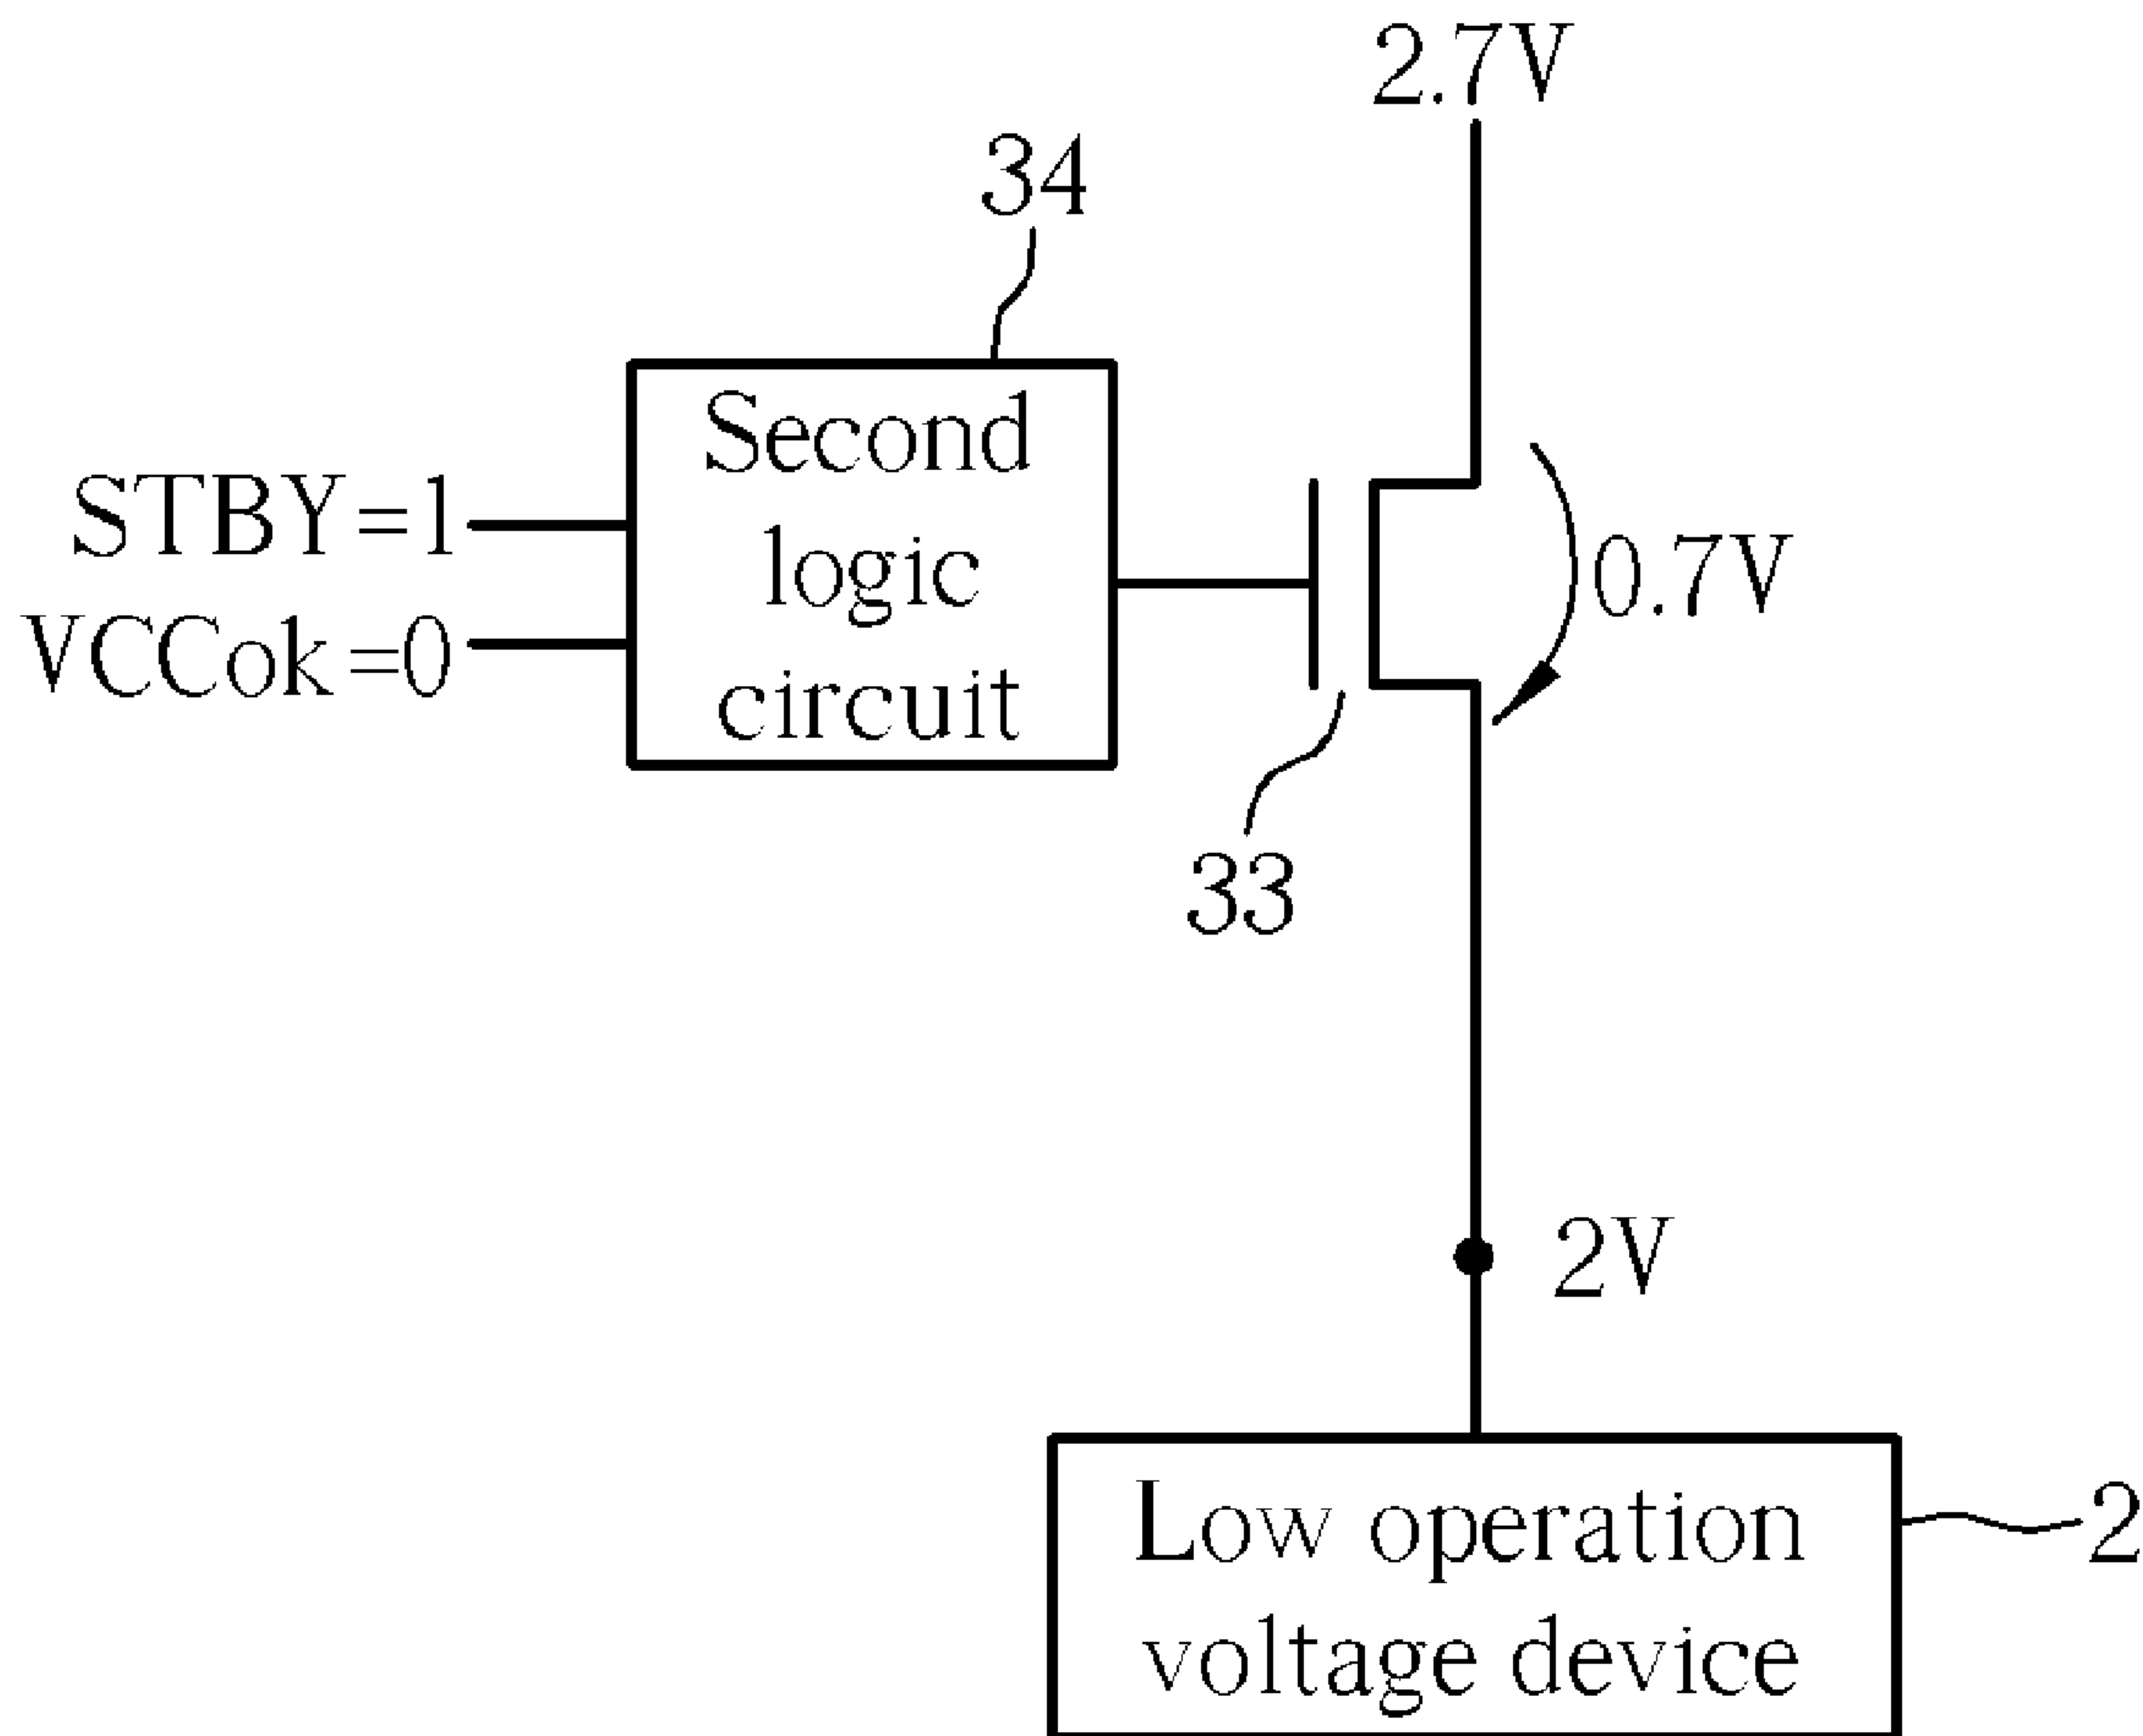 2.7V
34
Second
logic
circuit
STBY=1
VCCok=0
0.7V
33
2V
Low operation
voltage device
2